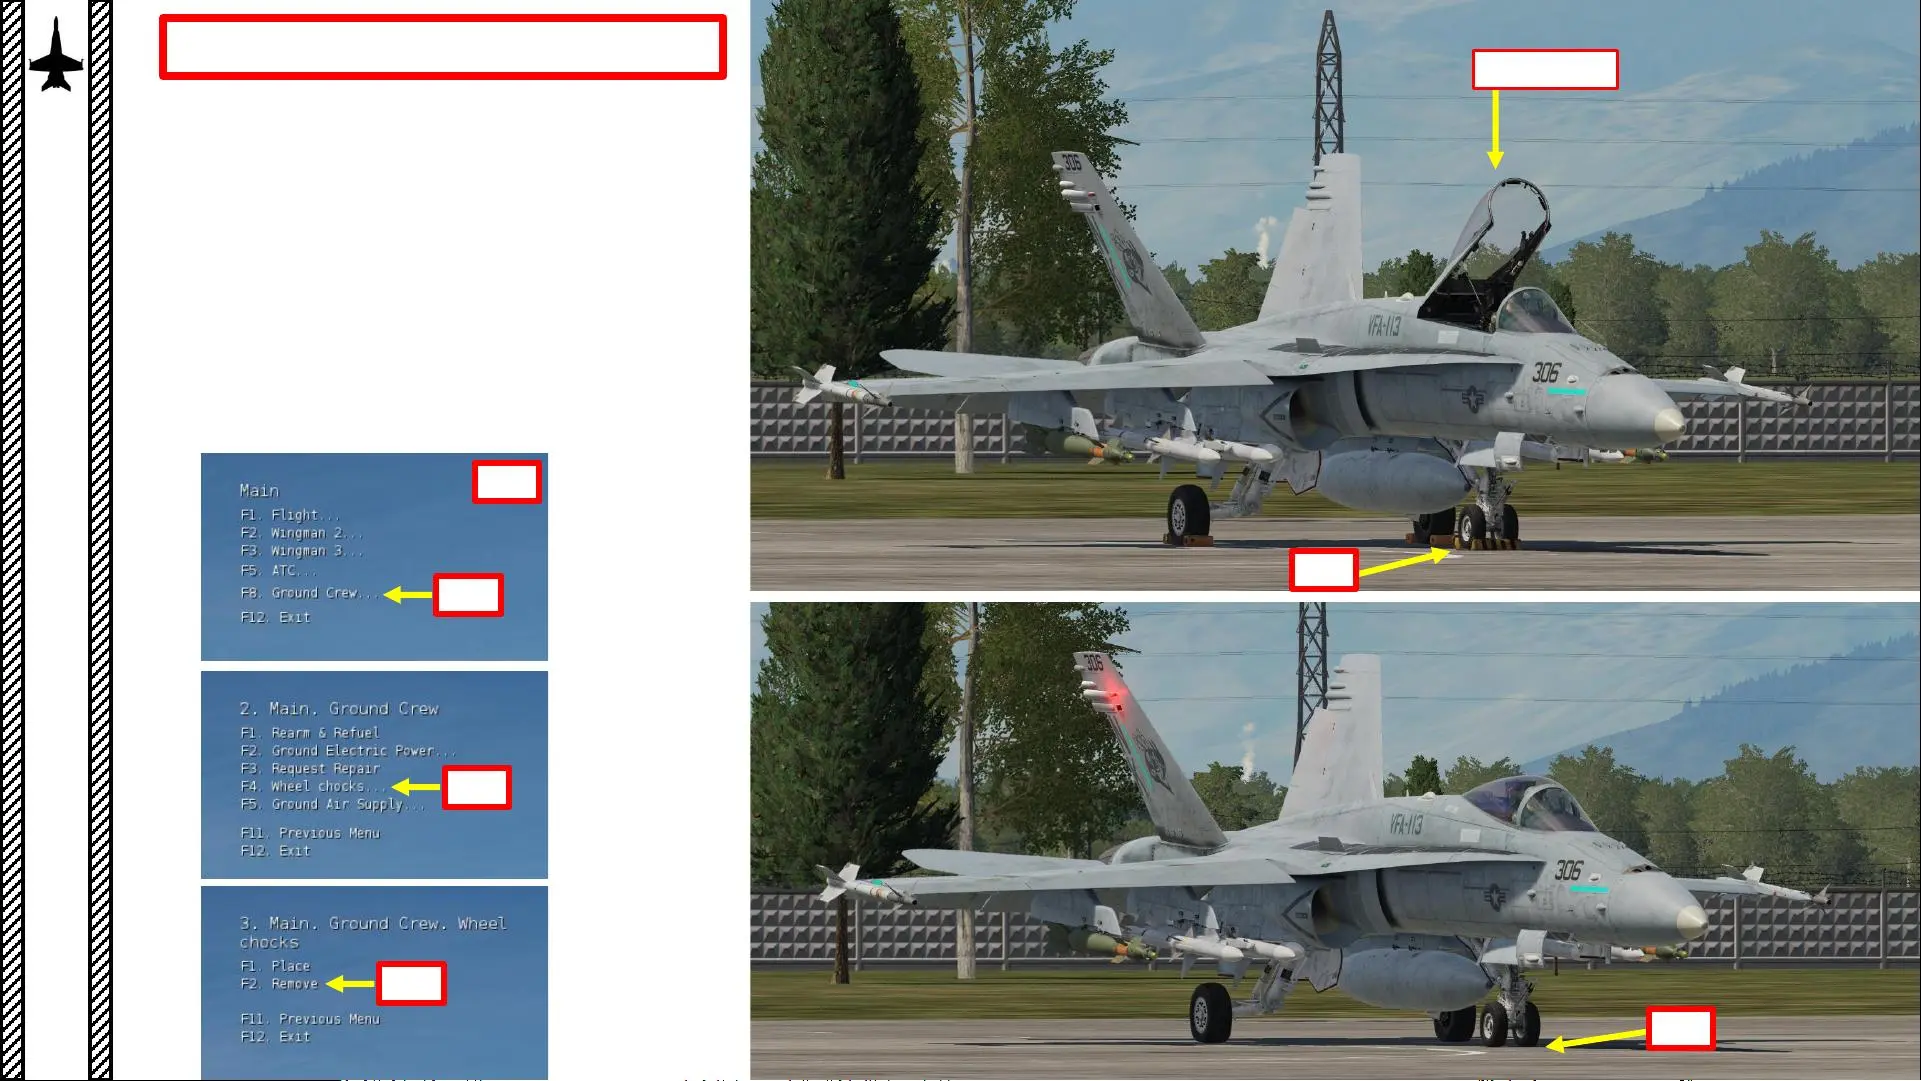 Main
F1. Flight...
F2. Wingman 2...
F3. Wingman 3...
F5. ATC...
F8. Ground Crew...
F12. Exit
2. Main. Ground Crew
F1. Rearm & Refuel
F2. Ground Electric Power...
F3. Request Repair
F4. Wheel chocks...
F5. Ground Air Supply...
F11. Previous Menu
F12. Exit
3. Main. Ground Crew. Wheel
chocks
F1. Place
F2. Remove
F11. Previous Menu
F12. Exit
306
VFA-113
306
306
VFA-113
306